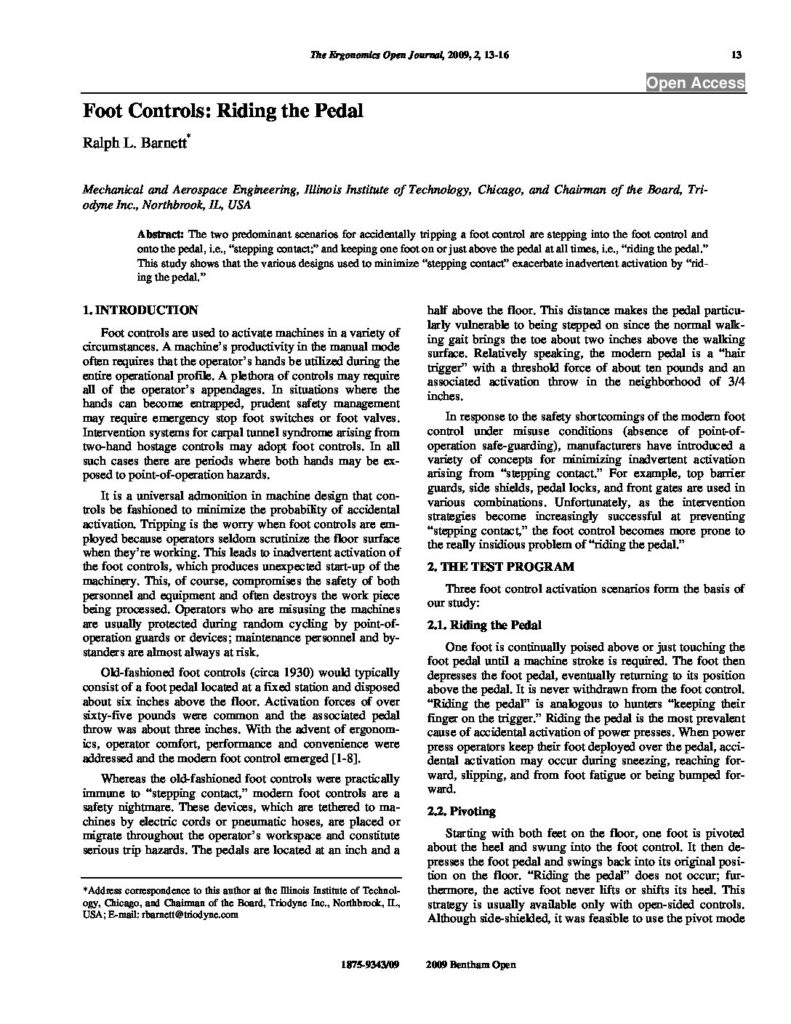 The Ergonomics Open Journal, 2009, 2, 13-16
13
Open Access
Foot Controls: Riding the Pedal
Ralph L. Barnett*
Mechanical and Aerospace Engineering, Illinois Institute of Technology, Chicago, and Chairman of the Board, Tri-
odyne Inc., Northbrook, IL, USA
Abstract: The two predominant scenarios for accidentally tripping a foot control are stepping into the foot control and
onto the pedal, i.e., “stepping contact;” and keeping one foot on or just above the pedal at all times, i.e., “riding the pedal.”
This study shows that the various designs used to minimize “stepping contact” exacerbate inadvertent activation by “rid-
ing the pedal.”
1. INTRODUCTION
Foot controls are used to activate machines in a variety of
circumstances. A machine’s productivity in the manual mode
often requires that the operator’s hands be utilized during the
entire operational profile. A plethora of controls may require
all of the operator’s appendages. In situations where the
hands can become entrapped, prudent safety management
may require emergency stop foot switches or foot valves.
Intervention systems for carpal tunnel syndrome arising from
two-hand hostage controls may adopt foot controls. In all
such cases there are periods where both hands may be ex-
posed to point-of-operation hazards.
It is a universal admonition in machine design that con-
trols be fashioned to minimize the probability of accidental
activation. Tripping is the worry when foot controls are em-
ployed because operators seldom scrutinize the floor surface
when they’re working. This leads to inadvertent activation of
the foot controls, which produces unexpected start-up of the
machinery. This, of course, compromises the safety of both
personnel and equipment and often destroys the work piece
being processed. Operators who are misusing the machines
are usually protected during random cycling by point-of-
operation guards or devices; maintenance personnel and by-
standers are almost always at risk.
Old-fashioned foot controls (circa 1930) would typically
consist of a foot pedal located at a fixed station and disposed
about six inches above the floor. Activation forces of over
sixty-five pounds were common and the associated pedal
throw was about three inches. With the advent of ergonom-
ics, operator comfort, performance and convenience were
addressed and the modern foot control emerged [1-8].
Whereas the old-fashioned foot controls were practically
immune to “stepping contact,” modern foot controls are a
safety nightmare. These devices, which are tethered to ma-
chines by electric cords or pneumatic hoses, are placed or
migrate throughout the operator’s workspace and constitute
serious trip hazards. The pedals are located at an inch and a
*Address correspondence to this author at the Illinois Institute of Technol-
ogy, Chicago, and Chairman of the Board, Triodyne Inc., Northbrook, IL,
USA; E-mail: rbarnett@triodyne.com
half above the floor. This distance makes the pedal particu-
larly vulnerable to being stepped on since the normal walk-
ing gait brings the toe about two inches above the walking
surface. Relatively speaking, the modern pedal is a “hair
trigger” with a threshold force of about ten pounds and an
associated activation throw in the neighborhood of 3/4
inches.
In response to the safety shortcomings of the modern foot
control under misuse conditions (absence of point-of-
operation safe-guarding), manufacturers have introduced a
variety of concepts for minimizing inadvertent activation
arising from “stepping contact.” For example, top barrier
guards, side shields, pedal locks, and front gates are used in
various combinations. Unfortunately, as the intervention
strategies become increasingly successful at preventing
“stepping contact,” the foot control becomes more prone to
the really insidious problem of “riding the pedal.”
2. THE TEST PROGRAM
Three foot control activation scenarios form the basis of
our study:
2.1. Riding the Pedal
One foot is continually poised above or just touching the
foot pedal until a machine stroke is required. The foot then
depresses the foot pedal, eventually returning to its position
above the pedal. It is never withdrawn from the foot control.
“Riding the pedal” is analogous to hunters “keeping their
finger on the trigger.” Riding the pedal is the most prevalent
cause of accidental activation of power presses. When power
press operators keep their foot deployed over the pedal, acci-
dental activation may occur during sneezing, reaching for-
ward, slipping, and from foot fatigue or being bumped for-
ward.
2.2. Pivoting
Starting with both feet on the floor, one foot is pivoted
about the heel and swung into the foot control. It then de-
presses the foot pedal and swings back into its original posi-
tion on the floor. “Riding the pedal” does not occur; fur-
thermore, the active foot never lifts or shifts its heel. This
strategy is usually available only with open-sided controls.
Although side-shielded, it was feasible to use the pivot mode
1875-9343/09
2009 Bentham Open